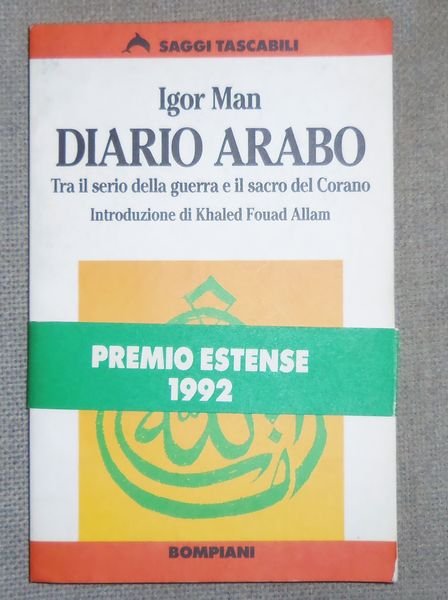 SAGGI TASCABILI
Igor Man
DIARIO ARABO
Tra il serio della guerra e il sacro del Corano
Introduzione di Khaled Fouad Allam
PREMIO ESTENSE
1992
BOMPIANI